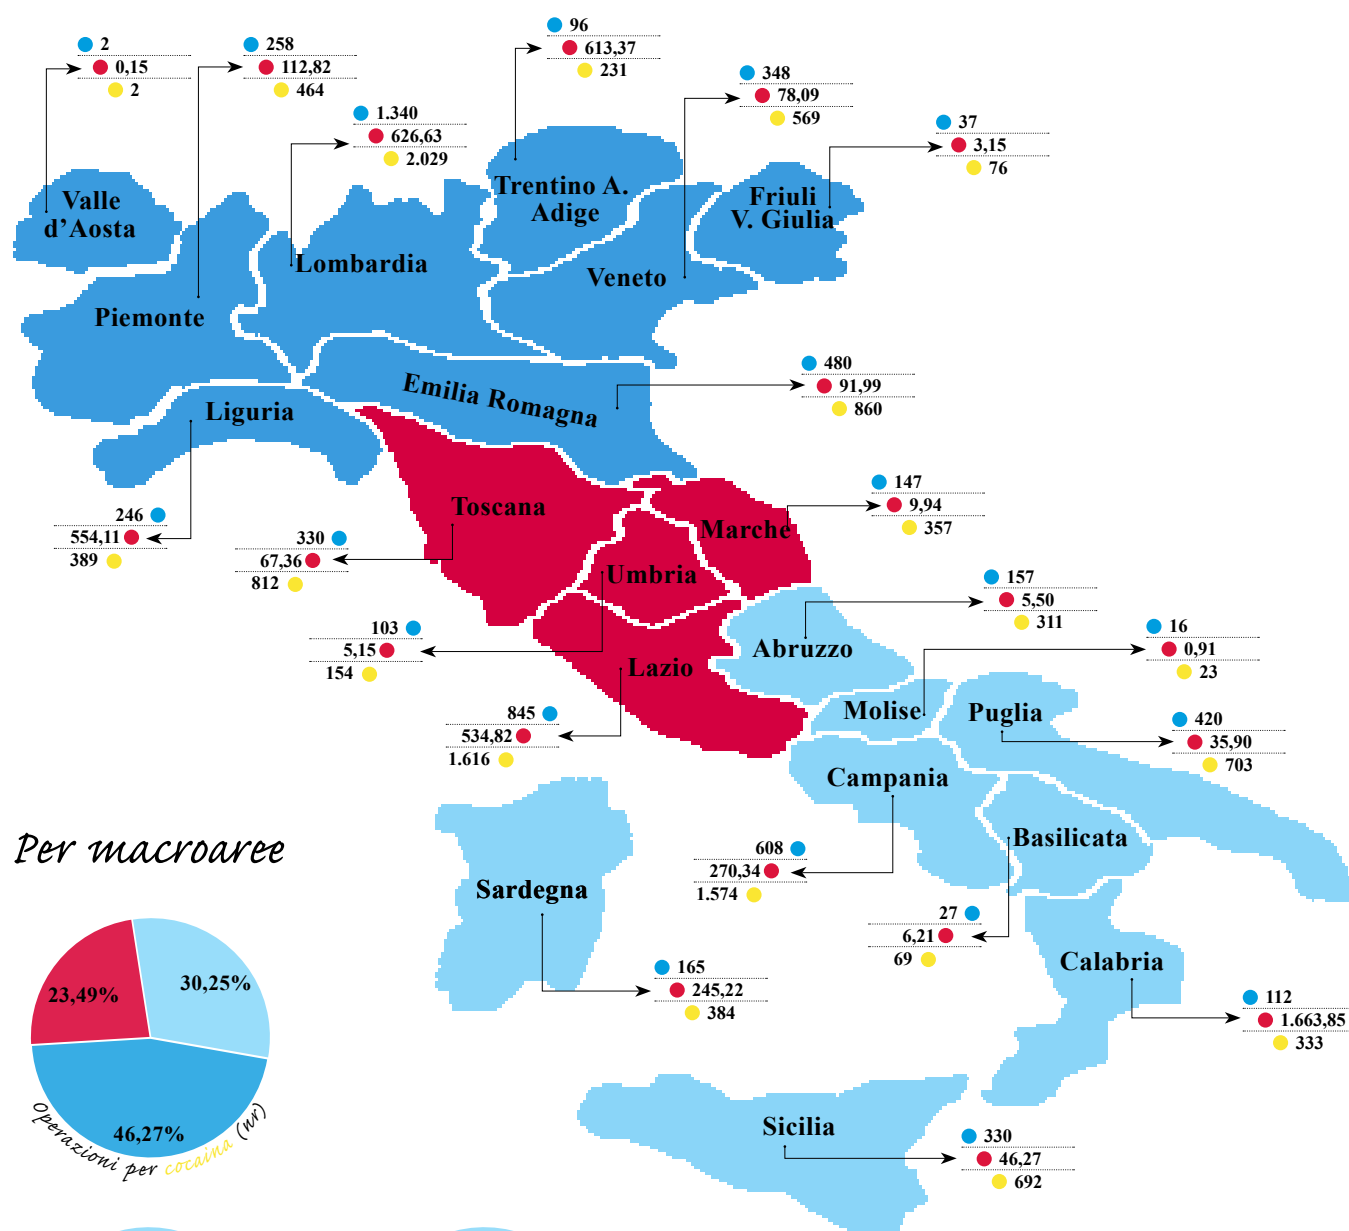 2
0,15
2
258
112,82
464
1.340
626,63
2.029
96
613,37
231
348
78,09
569
37
3,15
76
Valle
d'Aosta
Piemonte
Lombardia
Trentino A.
Adige
Veneto
Friuli
V. Giulia
Liguria
Emilia Romagna
480
91,99
860
246
554,11
389
Toscana
330
67,36
812
Marche
147
9,94
357
Umbria
103
5,15
154
Abruzzo
157
5,50
311
Lazio
845
534,82
1.616
Molise
16
0,91
23
Puglia
420
35,90
703
Campania
608
270,34
1.574
Basilicata
27
6,21
69
Sardegna
165
245,22
384
Calabria
112
1.663,85
333
Sicilia
330
46,27
692
Per macroaree
23,49%
30,25%
46,27%
Operazioni per cocaina (nr)